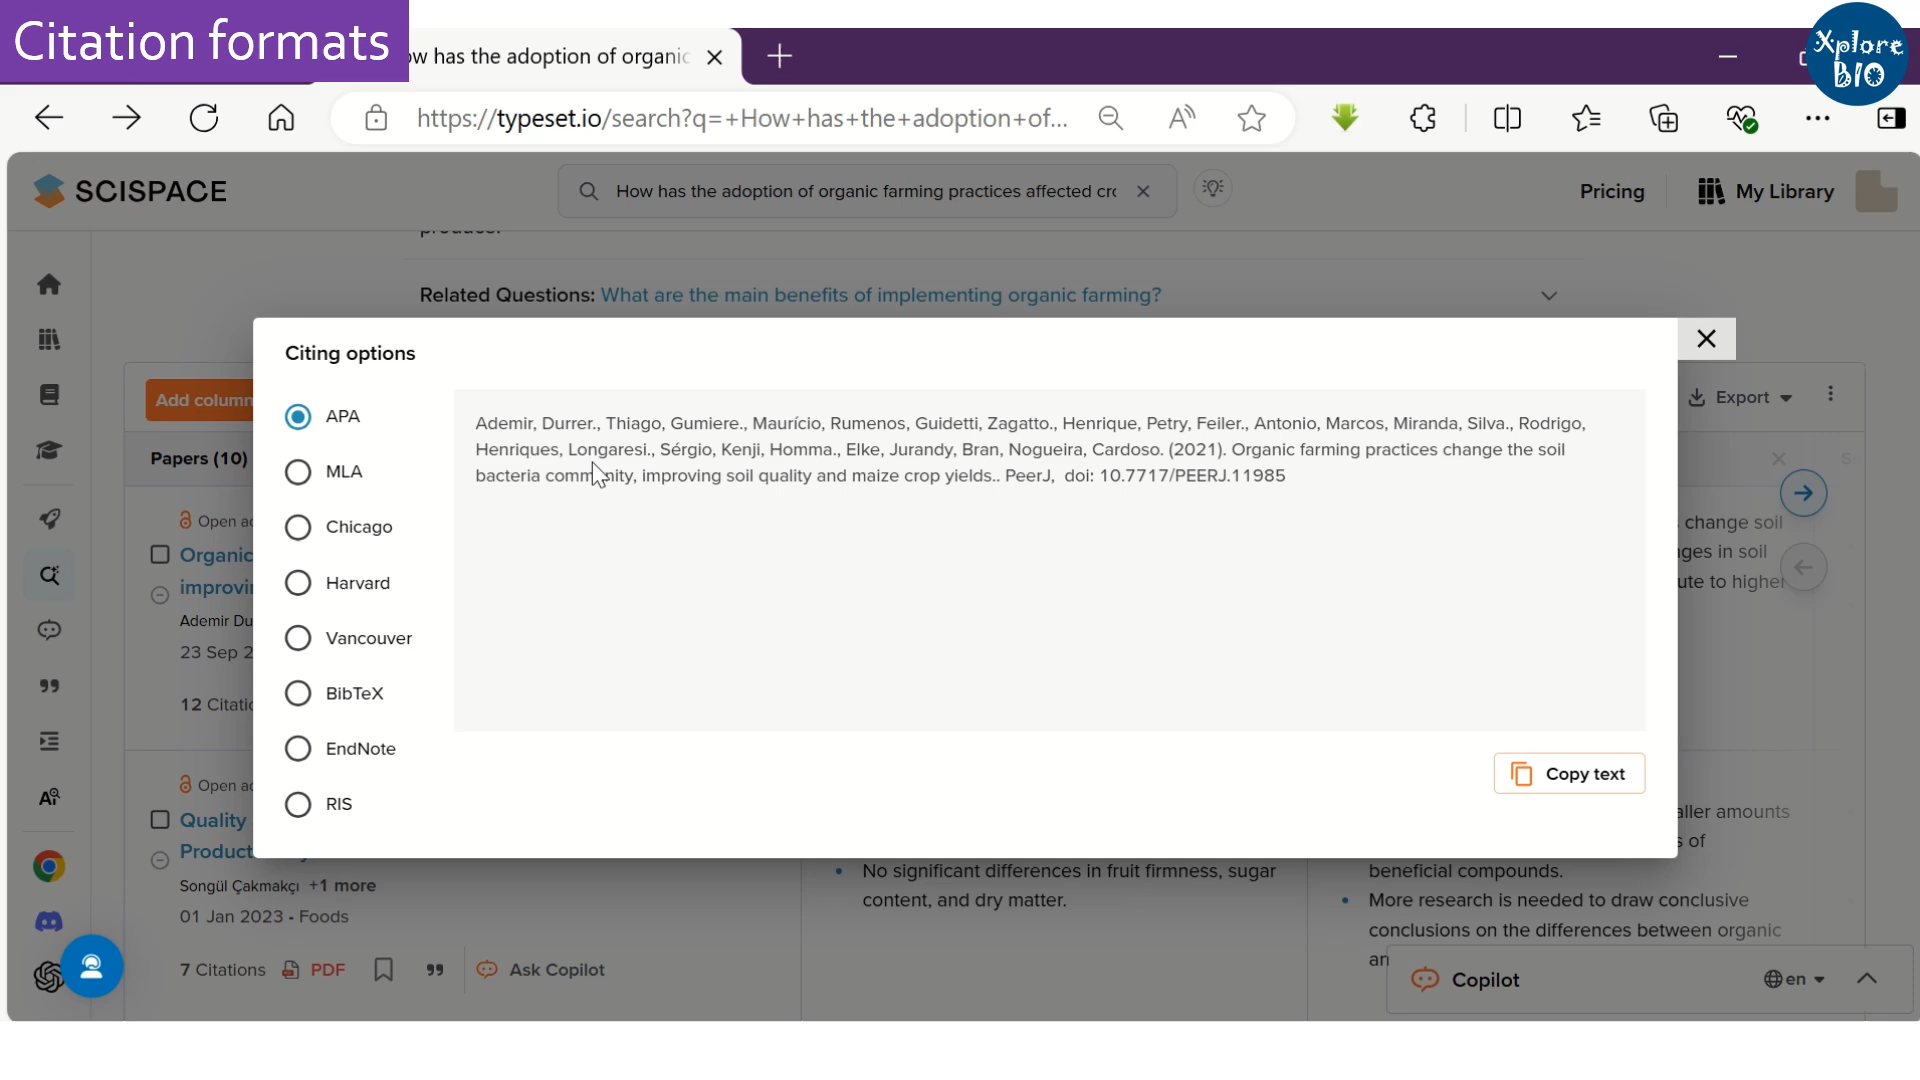 Citation formats
ow has the adoption of organic
Xplore
BIO
https://typeset.io/search?q=+How+has+the+adoption+of...
SCISPACE
How has the adoption of organic farming practices affected cr
Pricing
My Library
Related Questions: What are the main benefits of implementing organic farming?
Citing options
Add column
Export
APA
Ademir, Durrer., Thiago, Gumiere., Maurício, Rumenos, Guidetti, Zagatto., Henrique, Petry, Feiler., Antonio, Marcos, Miranda, Silva., Rodrigo,
Henriques, Longaresi., Sérgio, Kenji, Homma., Elke, Jurandy, Bran, Nogueira, Cardoso. (2021). Organic farming practices change the soil
bacteria community, improving soil quality and maize crop yields.. PeerJ, doi: 10.7717/PEERJ.11985
Papers (10)
MLA
Chicago
Harvard
Vancouver
BibTeX
EndNote
RIS
Copy text
Open ac
Organic
improvi
Ademir Du
23 Sep 2
12 Citatio
change soil
ges in soil
ute to higher
Open ac
Quality
Product
Songül Çakmakçı +1 more
01 Jan 2023 • Foods
7 Citations
PDF
Ask Copilot
No significant differences in fruit firmness, sugar
content, and dry matter.
aller amounts
s of
beneficial compounds.
More research is needed to draw conclusive
conclusions on the differences between organic
an
Copilot
en